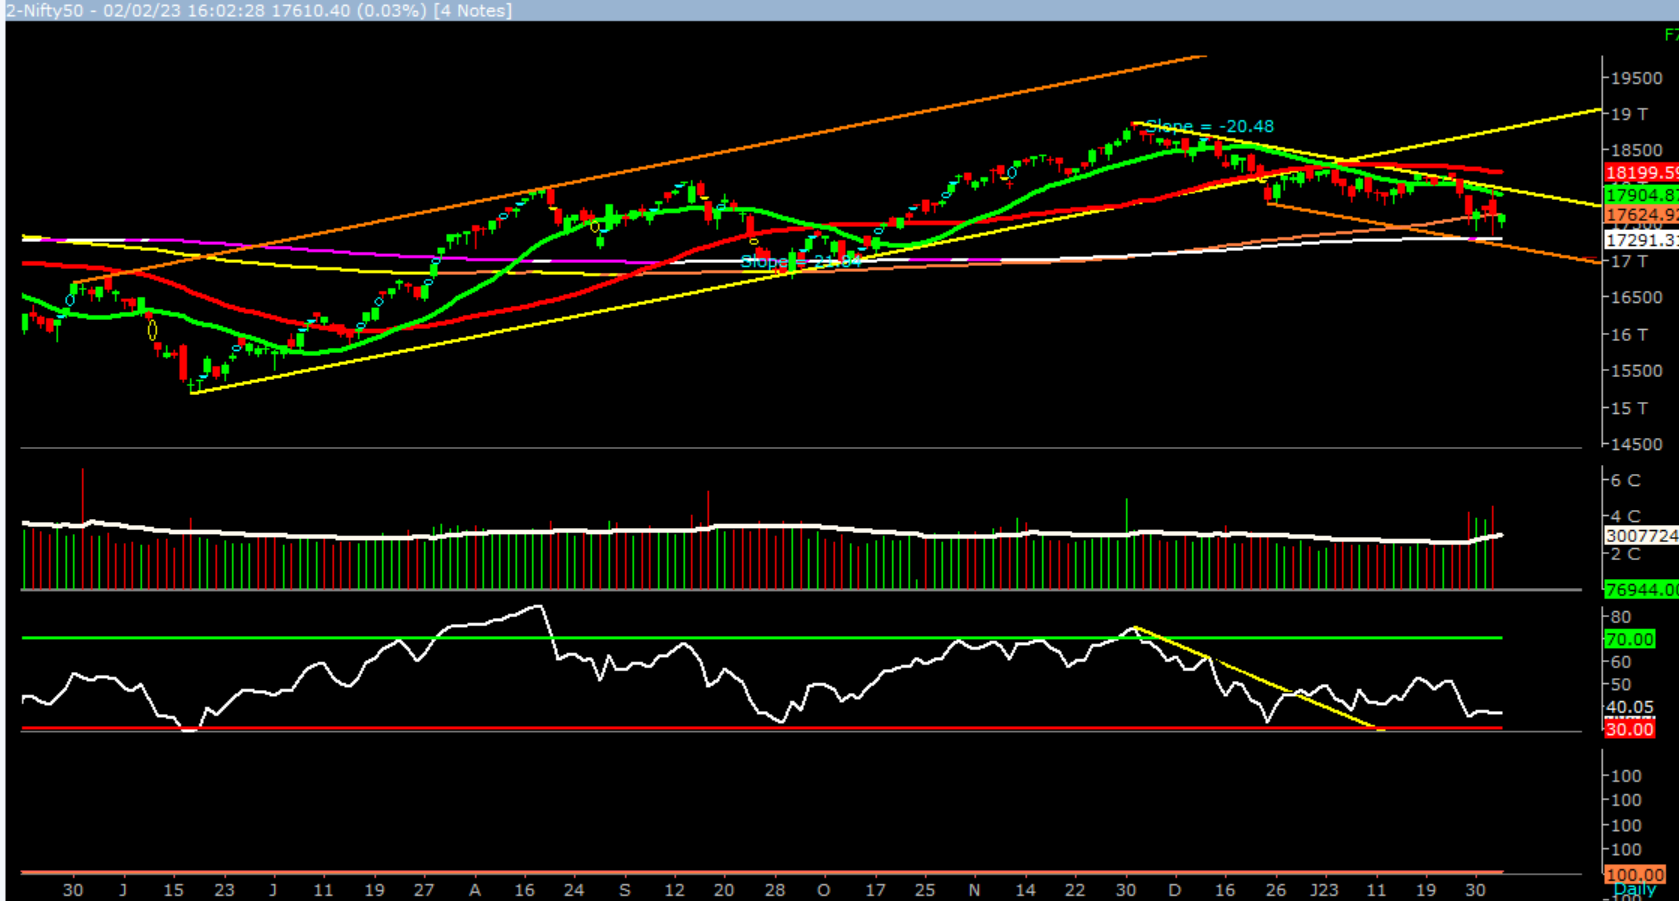 2-Nifty50 - 02/02/23 16:02:28 17610.40 (0.03%) [4 Notes]
F7
19500
19 T
Slope = -20.48
18500
18199.59
17904.87
17624.92
17291.31
Slope = 21.04
17 T
16500
16 T
15500
15 T
14500
6 C
4 C
3007724
2 C
76944.00
80
70.00
60
50
40.05
30.00
100
100
100
100
100.00
30 J 15 23 J 11 19 27 A 16 24 S 12 20 28 O 17 25 N 14 22 30 D 16 26 J23 11 19 30
Daily